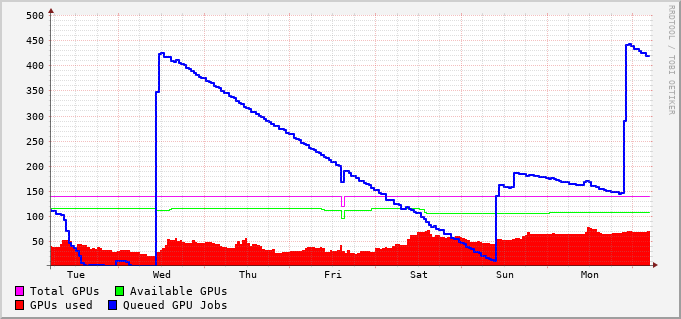 500
450
400
350
300
250
200
150
100
50
Tue Wed Thu Fri Sat Sun Mon
Total GPUs Available GPUs
GPUs used Queued GPU Jobs
RRDTOOL / TOBI OETIKER